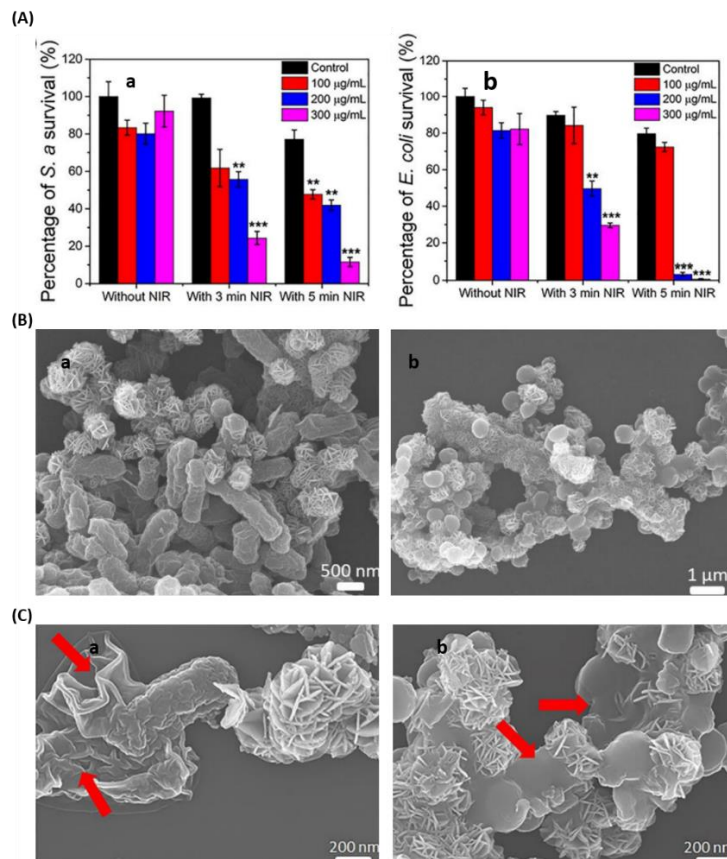 (A)
Percentage of S. a survival (%)
120
100
80
60
40
20
0
a
Control
100 µg/mL
200 µg/mL
300 µg/mL
**
***
**
**
***
Without NIR
With 3 min NIR
With 5 min NIR
Percentage of E. coli survival (%)
120
100
80
60
40
20
0
b
Control
100 µg/mL
200 µg/mL
300 µg/mL
**
***
***
***
Without NIR
With 3 min NIR
With 5 min NIR
(B)
a
500 nm
b
1 µm
(C)
a
200 nm
b
200 nm